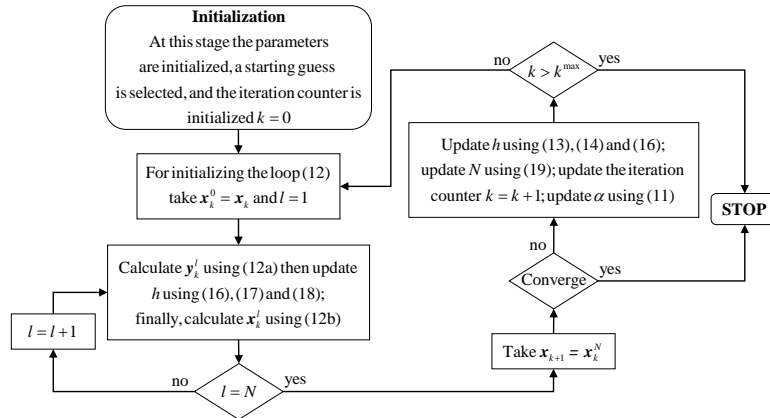 Initialization
At this stage the parameters
are initialized, a starting guess
is selected, and the iteration counter is
initialized k = 0
For initializing the loop (12)
take x_k^0 = x_k and l = 1
Calculate y_k^l using (12a) then update
h using (16), (17) and (18);
finally, calculate x_k^l using (12b)
l = l + 1
no
l = N
yes
Take x_{k+1} = x_k^N
Converge
no
yes
Update h using (13), (14) and (16);
update N using (19); update the iteration
counter k = k + 1; update α using (11)
no
k > k^max
yes
STOP